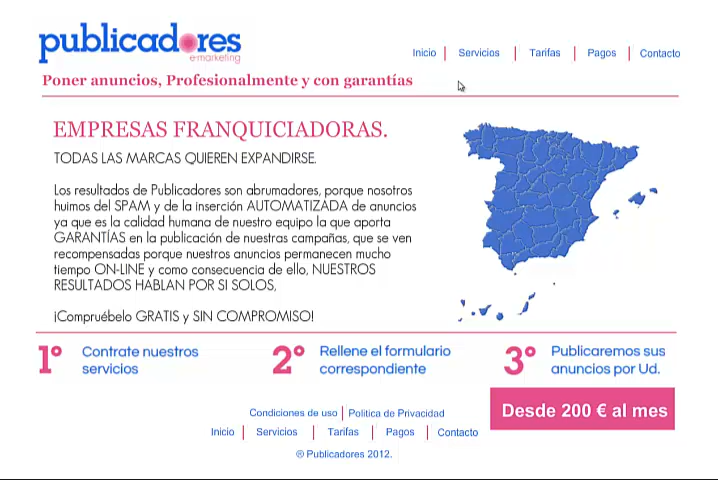 publicadores
e-marketing
Inicio | Servicios | Tarifas | Pagos | Contacto
Poner anuncios, Profesionalmente y con garantías
EMPRESAS FRANQUICIADORAS.
TODAS LAS MARCAS QUIEREN EXPANDIRSE.
Los resultados de Publicadores son abrumadores, porque nosotros
huimos del SPAM y de la inserción AUTOMATIZADA de anuncios
ya que es la calidad humana de nuestro equipo la que aporta
GARANTÍAS en la publicación de nuestras campañas, que se ven
recompensadas porque nuestros anuncios permanecen mucho
tiempo ON-LINE y como consecuencia de ello, NUESTROS
RESULTADOS HABLAN POR SI SOLOS,
¡Compruébelo GRATIS y SIN COMPROMISO!
1º Contrate nuestros
servicios
2º Rellene el formulario
correspondiente
3º Publicaremos sus
anuncios por Ud.
Desde 200 € al mes
Condiciones de uso | Politica de Privacidad
Inicio | Servicios | Tarifas | Pagos | Contacto
® Publicadores 2012.